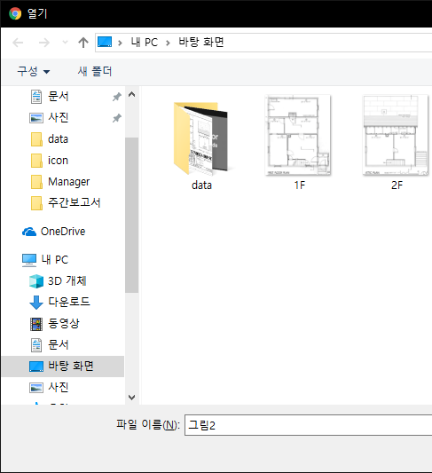 열기
내 PC > 바탕 화면
구성 새 폴더
문서
사진
data
icon
Manager
주간보고서
OneDrive
내 PC
3D 개체
다운로드
동영상
문서
바탕 화면
사진
data 1F 2F
파일 이름(N): 그림2